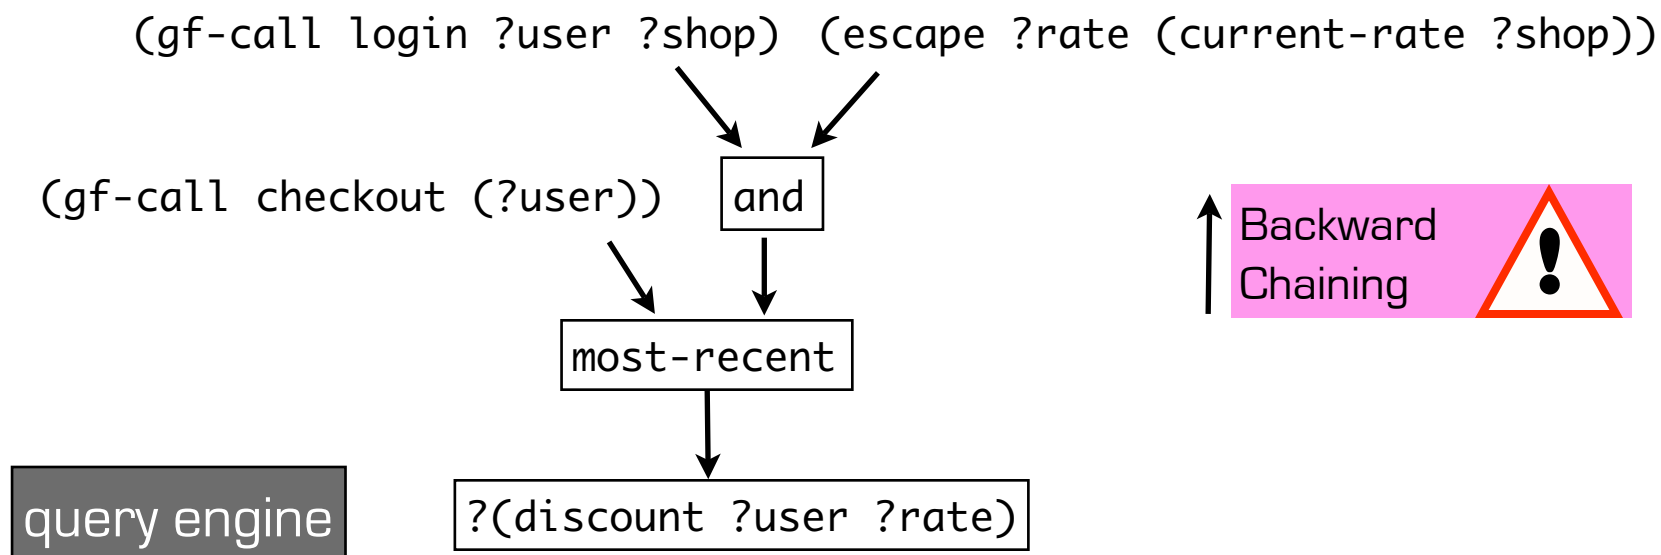 (gf-call login ?user ?shop) (escape ?rate (current-rate ?shop))
(gf-call checkout (?user))
and
Backward
Chaining
most-recent
query engine
?(discount ?user ?rate)